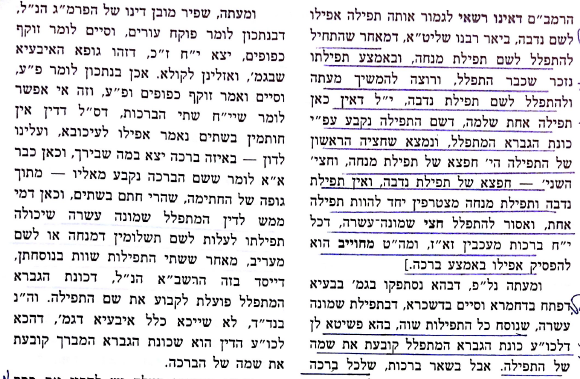 הרמב"ם דאינו רשאי לגמור אותה תפילה אפילו
לשם נדבה, ביאר רבנו שליט"א, דמאחר שהתחיל
להתפלל לשם תפילת מנחה, ובאמצע תפילתו
נזכר שכבר התפלל, ורוצה להמשיך מעתה
ולהתפלל לשם תפילת נדבה, י"ל דאין כאן
תפילה אחת שלמה, דשם התפילה נקבע עפ"י
כונת הגברא המתפלל, ונמצא שחציה הראשון
של התפילה הי' חפצא של תפילת מנחה, וחצי'
השני' — חפצא של תפילת נדבה, ואין תפילת
נדבה ותפילת מנחה מצטרפין יחד להוות תפילה
אחת, ואסור להתפלל חצי שמונה-עשרה, דכל
י"ח ברכות מעכבין זא"ז, ומה"ט מחוייב הוא
להפסיק אפילו באמצע ברכה.]
ומעתה נל"פ, דבהא נסתפקו בגמ' בבעיא
דפתח בדחמרא וסיים בדשכרא, דבתפילת שמונה
עשרה, שנוסח כל התפילות שוה, בהא פשיטא לן
דלכו"ע כונת הגברא המתפלל קובעת את שמה
של התפילה. אבל בשאר ברכות, שלכל ברכה
ומעתה, שפיר מובן דינו של הפרמ"ג הנ"ל,
דבנתכון לומר פוקח עורים, וסיים לומר זוקף
כפופים, יצא י"ח ז"כ, דזהו גופא האיבעיא
שבגמ', ואזלינן לקולא. אכן בנתכון לומר פ"ע,
וסיים ואמר זוקף כפופים ופ"ע, וזה אי אפשר
לומר שיי"ח שתי הברכות, דס"ל דדין אין
חותמין בשתים נאמר אפילו לעיכובא, ועלינו
לדון — באיזה ברכה יצא במה שבירך, וכאן כבר
א"א לומר ששם הברכה נקבע מאליו — מתוך
גופה של החתימה, שהרי חתם בשתים, וכאן דמי
ממש לדין המתפלל שמונה עשרה שיכולה
תפילתו לעלות לשם תשלומין דמנחה או לשם
מעריב, מאחר ששתי התפילות שוות בנוסחתן,
דייסד בזה הרשב"א הנ"ל, דכונת הגברא
המתפלל פועלת לקבוע את שם התפילה. וה"נ
בנד"ד, לא שייכא כלל איבעיא דגמ', דהכא
לכו"ע הדין הוא שכונת הגברא המברך קובעת
את שמה של הברכה.